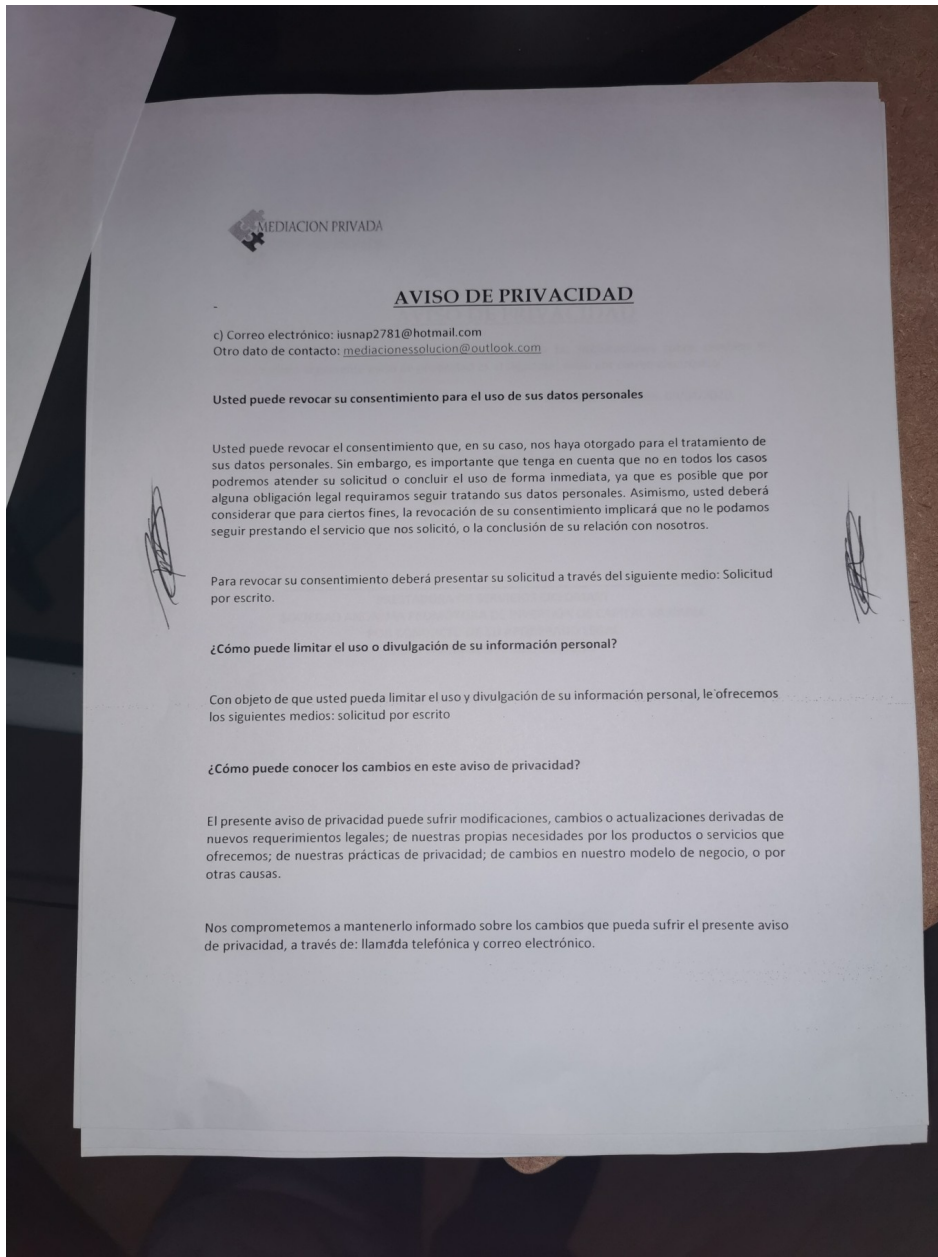 MEDIACION PRIVADA
AVISO DE PRIVACIDAD
-
c) Correo electrónico: iusnap2781@hotmail.com
Otro dato de contacto: mediacionessolucion@outlook.com
Usted puede revocar su consentimiento para el uso de sus datos personales
Usted puede revocar el consentimiento que, en su caso, nos haya otorgado para el tratamiento de
sus datos personales. Sin embargo, es importante que tenga en cuenta que no en todos los casos
podremos atender su solicitud o concluir el uso de forma inmediata, ya que es posible que por
alguna obligación legal requiramos seguir tratando sus datos personales. Asimismo, usted deberá
considerar que para ciertos fines, la revocación de su consentimiento implicará que no le podamos
seguir prestando el servicio que nos solicitó, o la conclusión de su relación con nosotros.
Para revocar su consentimiento deberá presentar su solicitud a través del siguiente medio: Solicitud
por escrito.
¿Cómo puede limitar el uso o divulgación de su información personal?
Con objeto de que usted pueda limitar el uso y divulgación de su información personal, le ofrecemos
los siguientes medios: solicitud por escrito
¿Cómo puede conocer los cambios en este aviso de privacidad?
El presente aviso de privacidad puede sufrir modificaciones, cambios o actualizaciones derivadas de
nuevos requerimientos legales; de nuestras propias necesidades por los productos o servicios que
ofrecemos; de nuestras prácticas de privacidad; de cambios en nuestro modelo de negocio, o por
otras causas.
Nos comprometemos a mantenerlo informado sobre los cambios que pueda sufrir el presente aviso
de privacidad, a través de: llamada telefónica y correo electrónico.